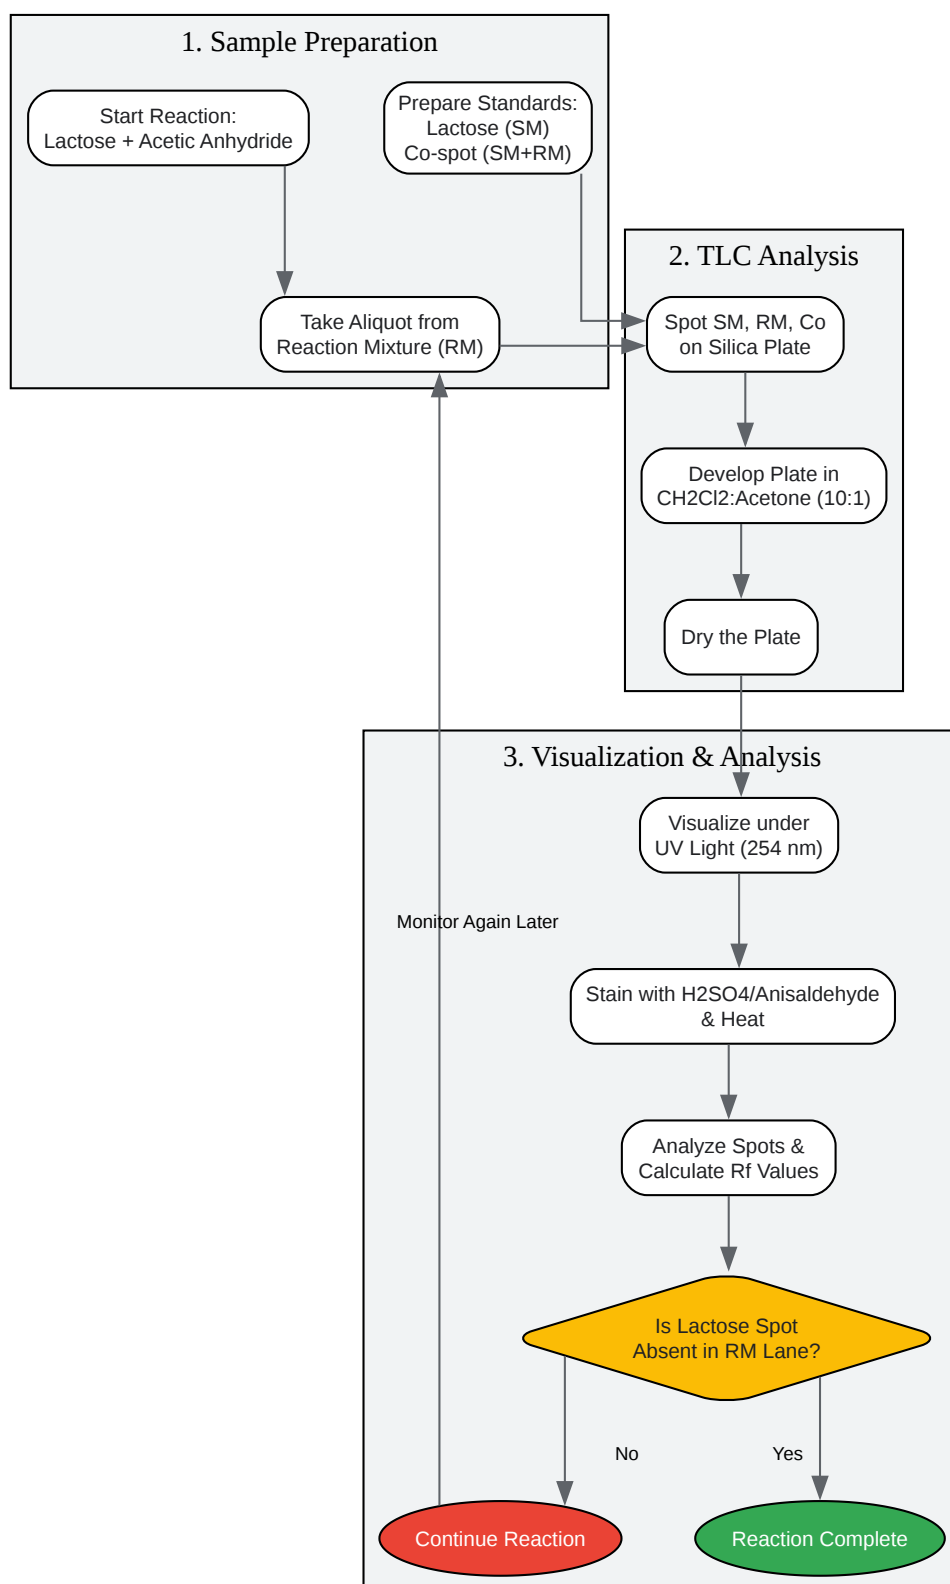 1. Sample Preparation
Start Reaction:
Lactose + Acetic Anhydride
Prepare Standards:
Lactose (SM)
Co-spot (SM+RM)
Take Aliquot from
Reaction Mixture (RM)
2. TLC Analysis
Spot SM, RM, Co
on Silica Plate
Develop Plate in
CH2Cl2:Acetone (10:1)
Dry the Plate
3. Visualization & Analysis
Visualize under
UV Light (254 nm)
Monitor Again Later
Stain with H2SO4/Anisaldehyde
& Heat
Analyze Spots &
Calculate Rf Values
Is Lactose Spot
Absent in RM Lane?
No
Yes
Continue Reaction
Reaction Complete